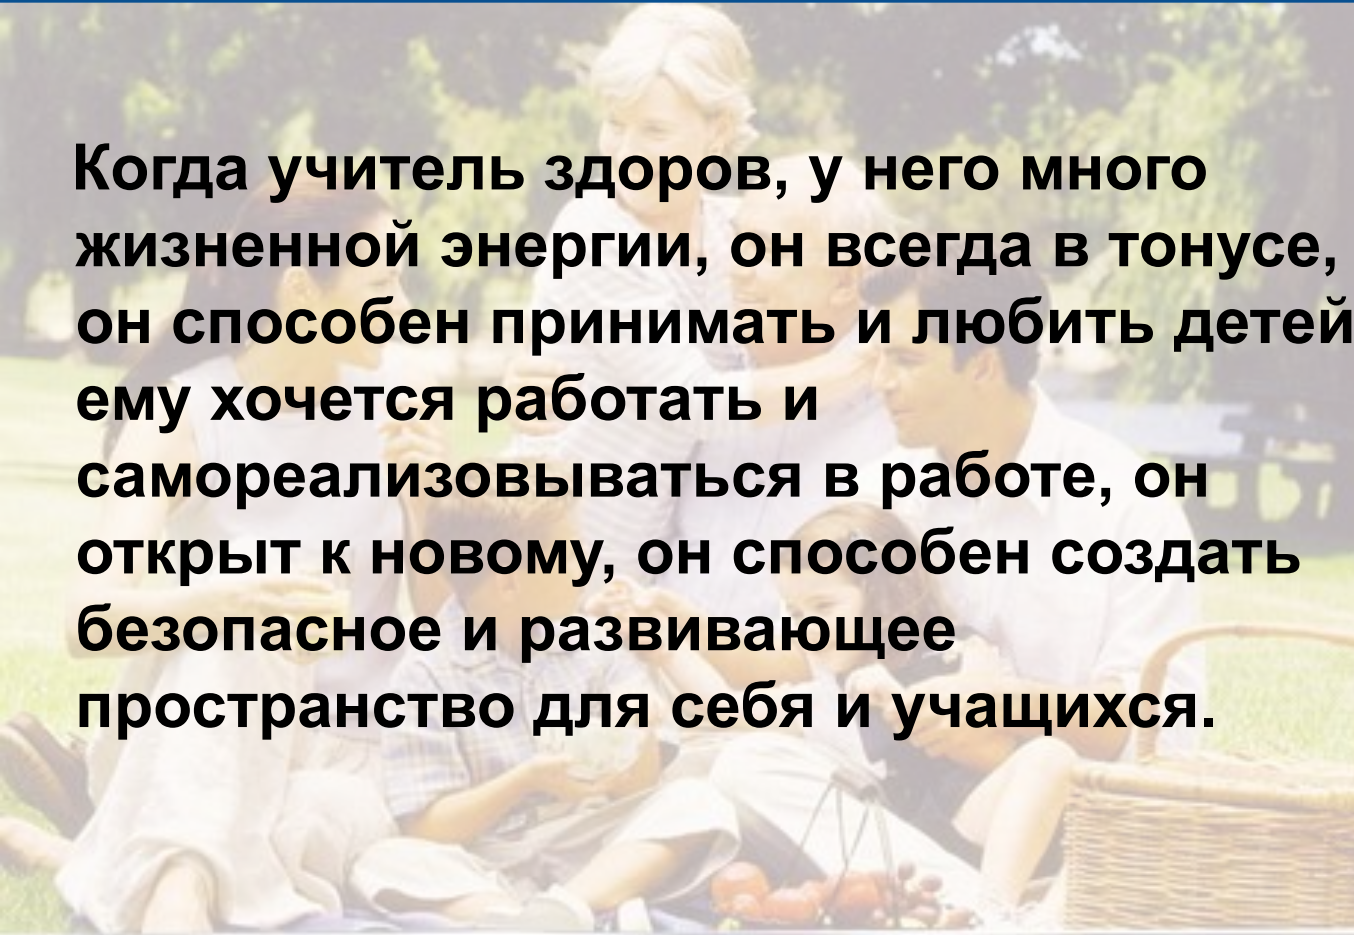 Когда учитель здоров, у него много
жизненной энергии, он всегда в тонусе,
он способен принимать и любить детей
ему хочется работать и
самореализовываться в работе, он
открыт к новому, он способен создать
безопасное и развивающее
пространство для себя и учащихся.